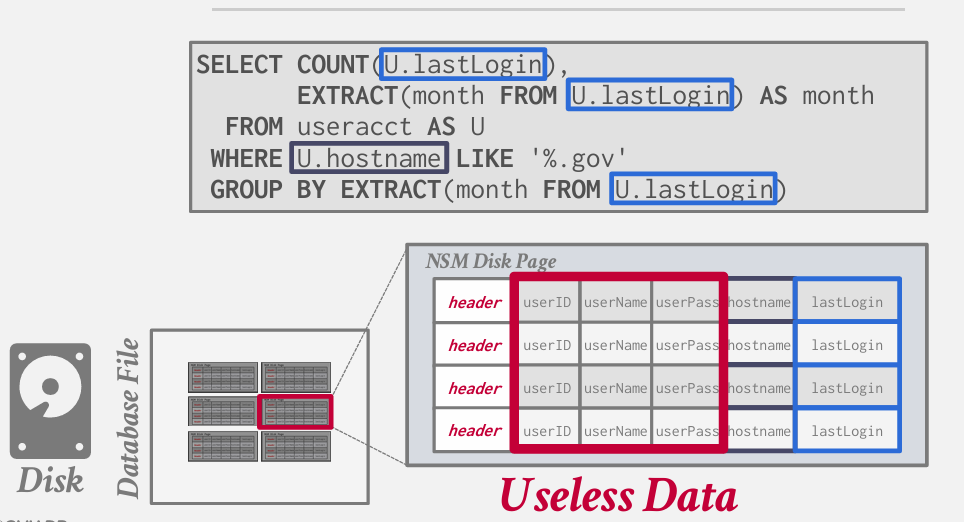 SELECT COUNT(U.lastLogin),
EXTRACT(month FROM U.lastLogin) AS month
FROM useracct AS U
WHERE U.hostname LIKE '%.gov'
GROUP BY EXTRACT(month FROM U.lastLogin)
NSM Disk Page
header userID userName userPass hostname lastLogin
header userID userName userPass hostname lastLogin
header userID userName userPass hostname lastLogin
header userID userName userPass hostname lastLogin
Database File
Disk
Useless Data